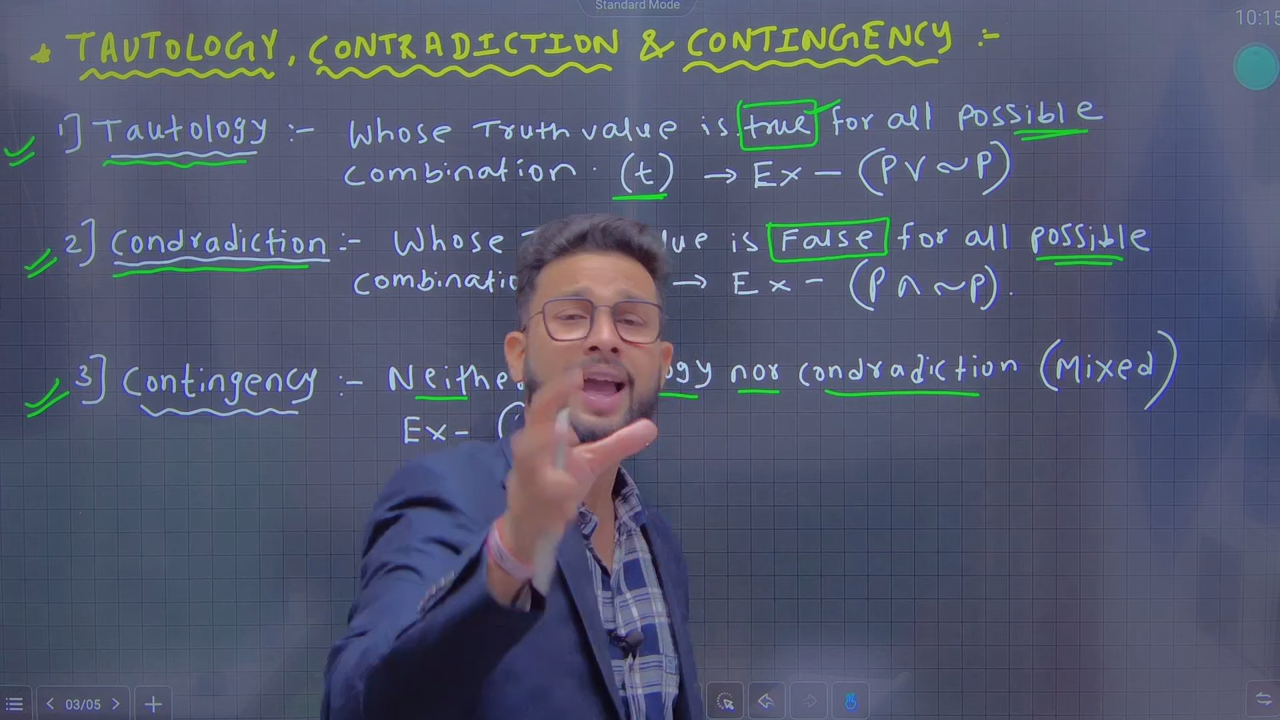 Standard Mode
10:15
* TAUTOLOGY, CONTRADICTION & CONTINGENCY :-
1] Tautology :- Whose Truth value is true for all possible
combination. (t) → Ex - (P ∨ ~P)
2] Condradiction :- Whose ue is False for all possible
combinatio → Ex - (P ∧ ~P).
3] Contingency :- Neithe ogy nor condradiction (Mixed)
Ex- (
03/05